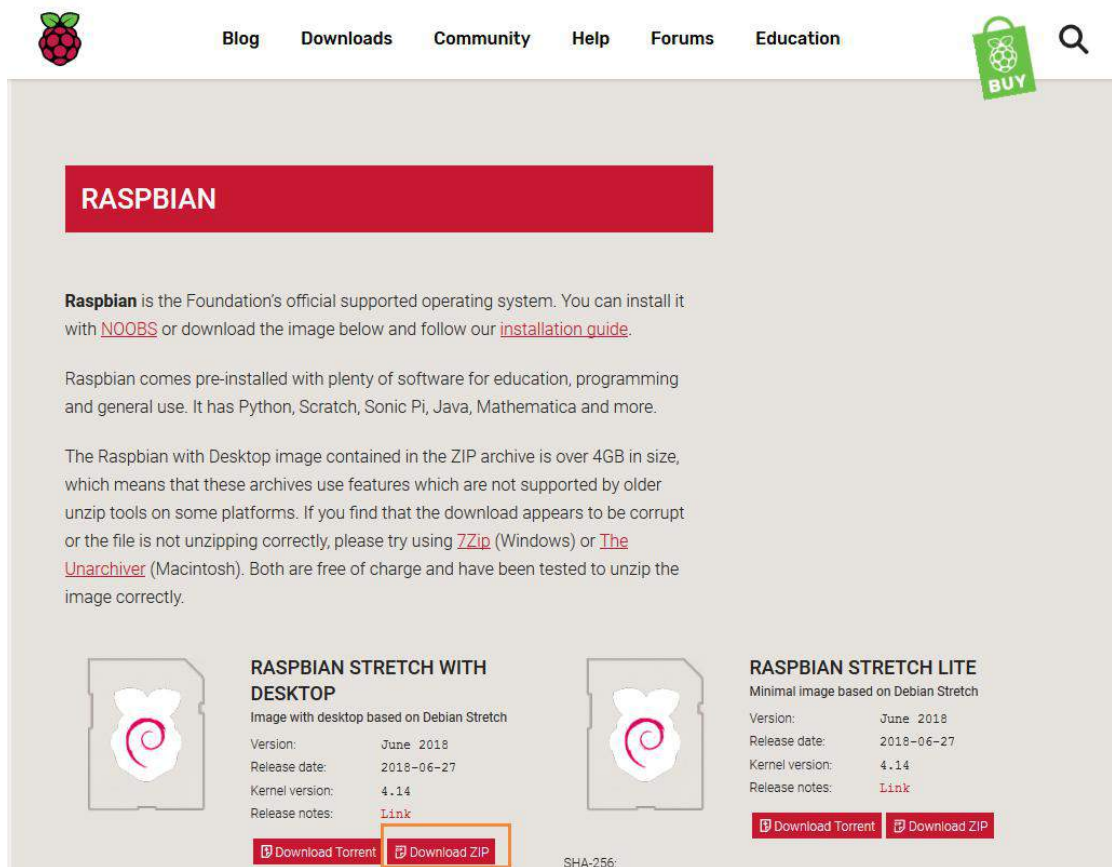 Blog Downloads Community Help Forums Education
BUY
RASPBIAN
Raspbian is the Foundation's official supported operating system. You can install it
with NOOBS or download the image below and follow our installation guide.
Raspbian comes pre-installed with plenty of software for education, programming
and general use. It has Python, Scratch, Sonic Pi, Java, Mathematica and more.
The Raspbian with Desktop image contained in the ZIP archive is over 4GB in size,
which means that these archives use features which are not supported by older
unzip tools on some platforms. If you find that the download appears to be corrupt
or the file is not unzipping correctly, please try using 7Zip (Windows) or The
Unarchiver (Macintosh). Both are free of charge and have been tested to unzip the
image correctly.
RASPBIAN STRETCH WITH
DESKTOP
Image with desktop based on Debian Stretch
Version: June 2018
Release date: 2018-06-27
Kernel version: 4.14
Release notes: Link
Download Torrent Download ZIP
RASPBIAN STRETCH LITE
Minimal image based on Debian Stretch
Version: June 2018
Release date: 2018-06-27
Kernel version: 4.14
Release notes: Link
Download Torrent Download ZIP
SHA-256: